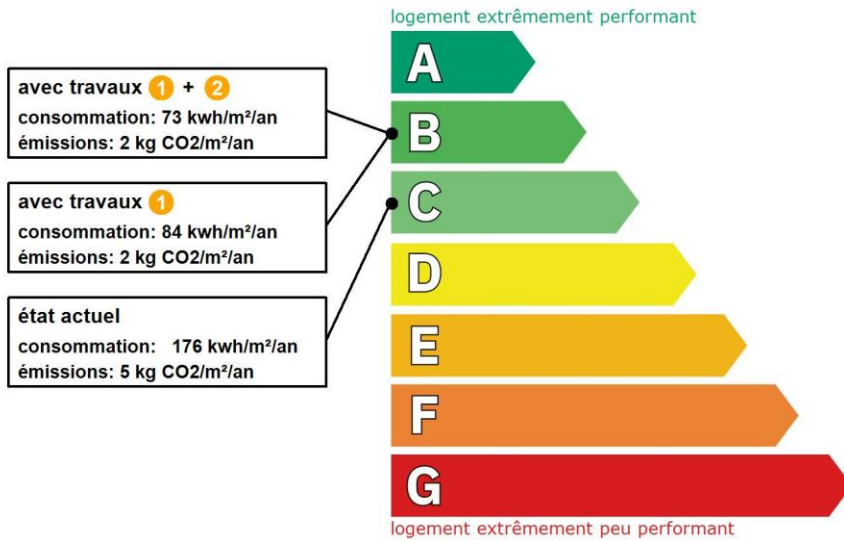 logement extrêmement performant
avec travaux 1 + 2
consommation: 73 kwh/m²/an
émissions: 2 kg CO2/m²/an
avec travaux 1
consommation: 84 kwh/m²/an
émissions: 2 kg CO2/m²/an
état actuel
consommation: 176 kwh/m²/an
émissions: 5 kg CO2/m²/an
A
B
C
D
E
F
G
logement extrêmement peu performant